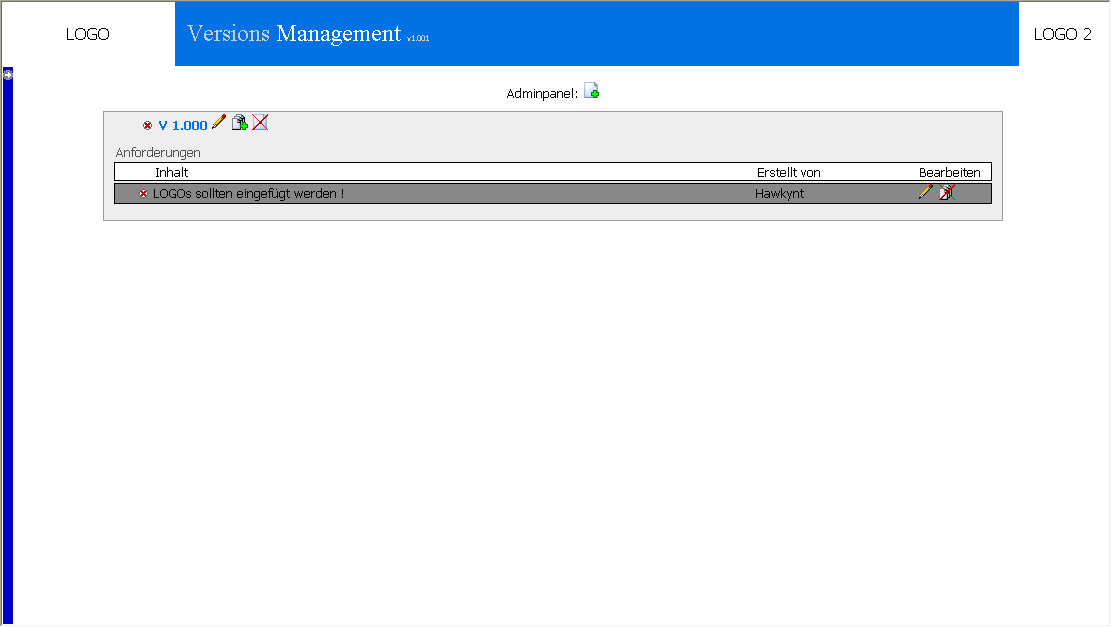 LOGO
Versions Management v1.001
LOGO 2
Adminpanel:
V 1.000
Anforderungen
Inhalt Erstellt von Bearbeiten
LOGOs sollten eingefügt werden ! Hawkynt